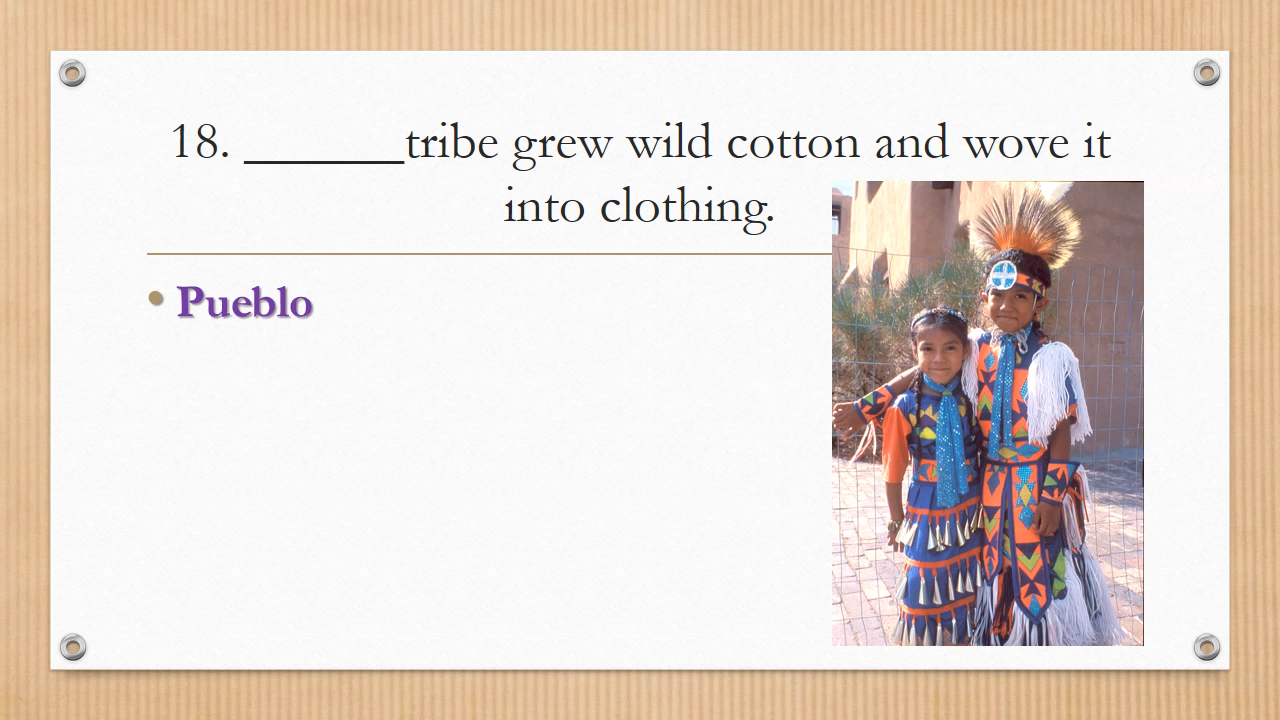 18. ______tribe grew wild cotton and wove it
into clothing.
• Pueblo